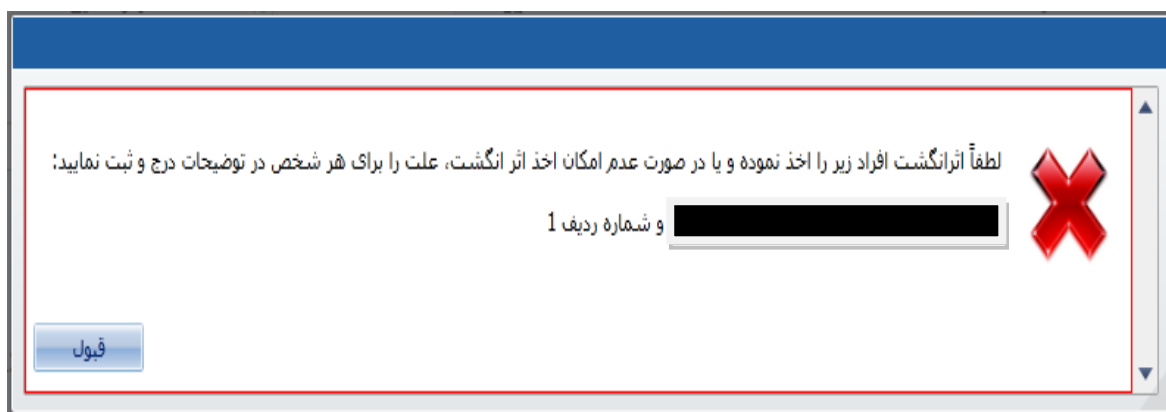 لطفاً اثرانگشت افراد زیر را اخذ نموده و یا در صورت عدم امکان اخذ اثر انگشت، علت را برای هر شخص در توضیحات درج و ثبت نمایید:
و شماره ردیف 1
قبول